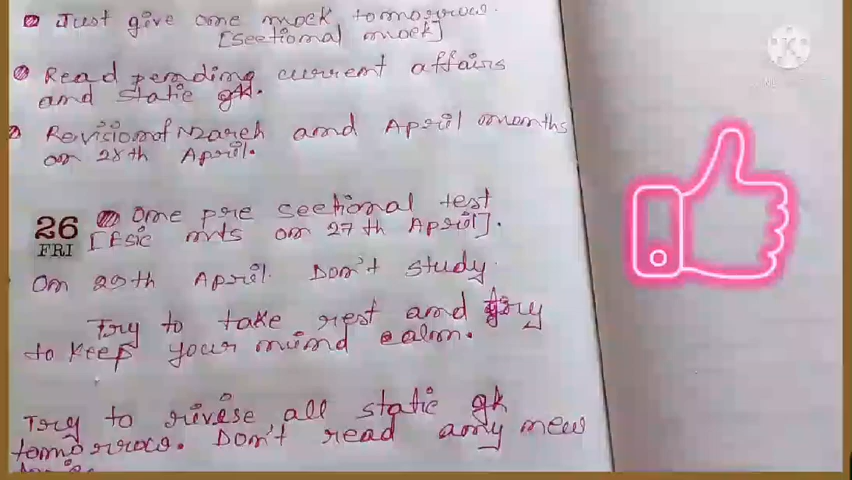 Just give one mock tomorrow.
[sectional mock]
Read pending current affairs
and static gk.
Revision of March and April months
on 28th April.
26
FRI
One pre sectional test
[Esic mts on 27th April].
On 29th April Don't study
Try to take rest and try
to keep your mind calm.
Try to rivise all static gk
tomorrow. Don't read any new